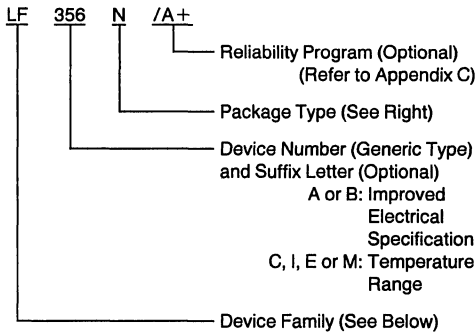 LF 356 N /A+
Reliability Program (Optional)
(Refer to Appendix C)
Package Type (See Right)
Device Number (Generic Type)
and Suffix Letter (Optional)
A or B: Improved
Electrical
Specification
C, I, E or M: Temperature
Range
Device Family (See Below)